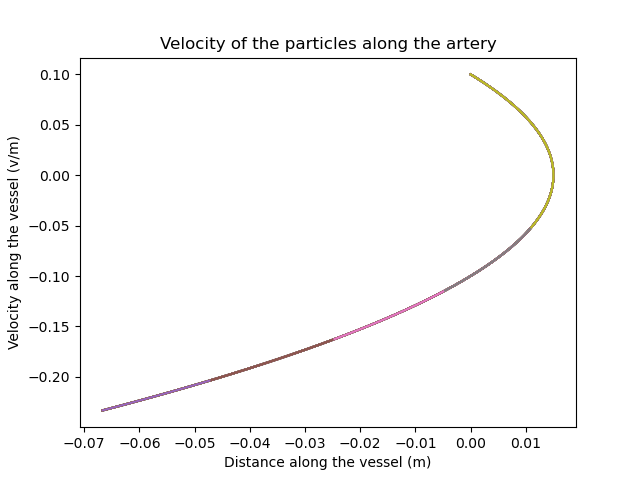 Velocity of the particles along the artery
Velocity along the vessel (v/m)
0.10
0.05
0.00
−0.05
−0.10
−0.15
−0.20
−0.07 −0.06 −0.05 −0.04 −0.03 −0.02 −0.01 0.00 0.01
Distance along the vessel (m)